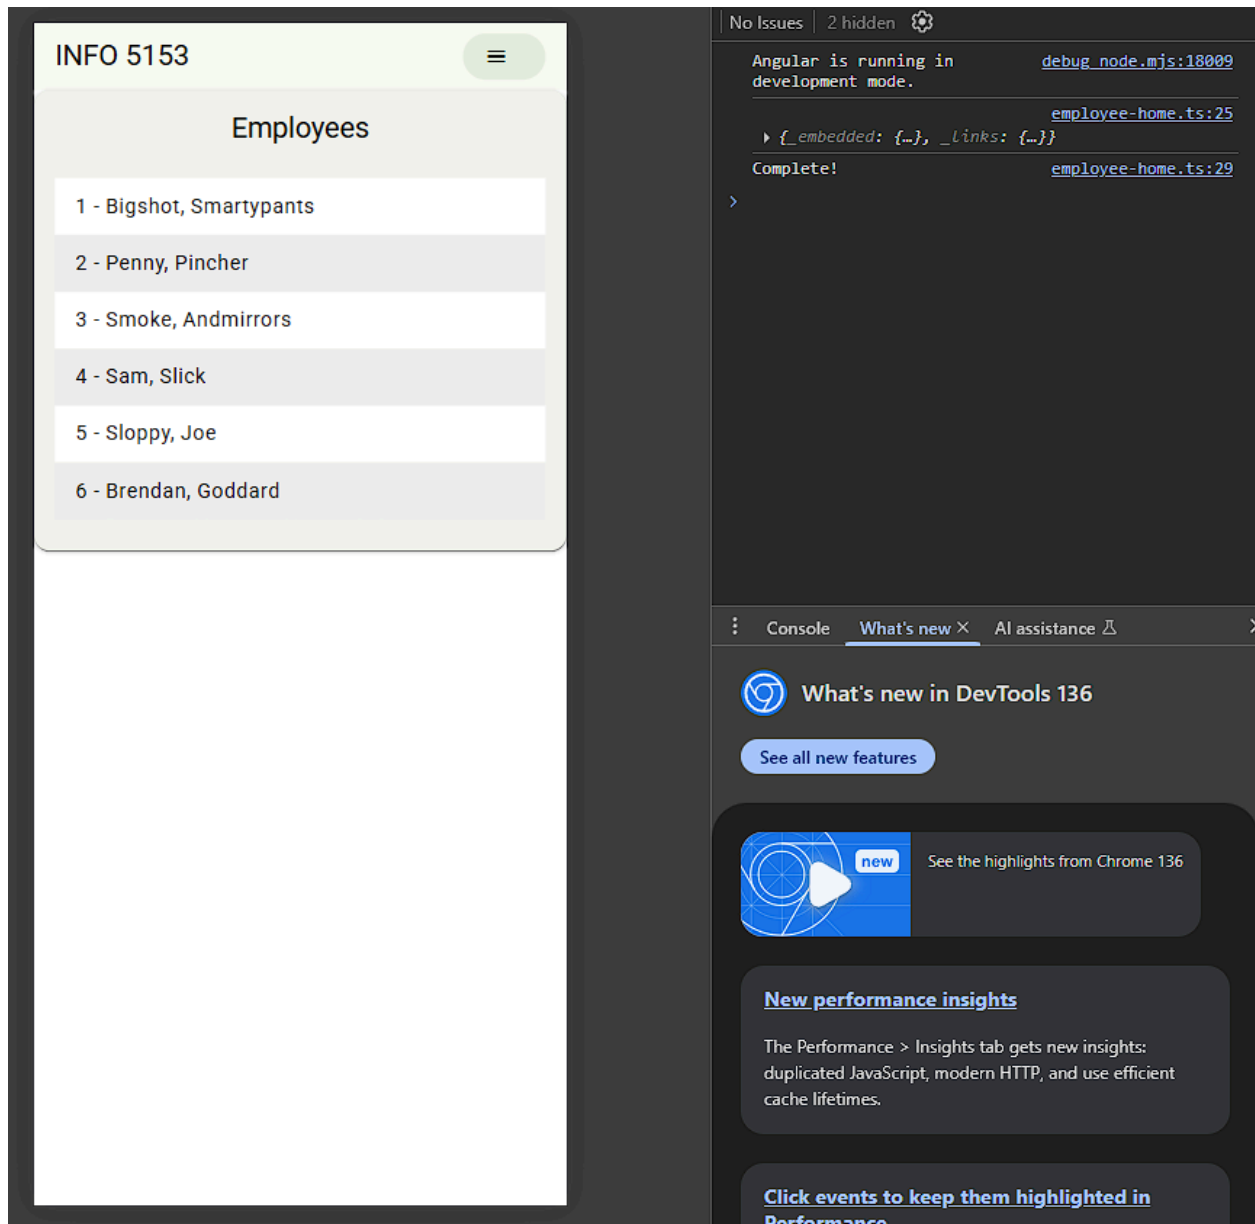 INFO 5153
Employees
1 - Bigshot, Smartypants
2 - Penny, Pincher
3 - Smoke, Andmirrors
4 - Sam, Slick
5 - Sloppy, Joe
6 - Brendan, Goddard
No Issues 2 hidden
Angular is running in debug_node.mjs:18009
development mode.
employee-home.ts:25
{_embedded: {…}, _links: {…}}
Complete! employee-home.ts:29
Console What's new AI assistance
What's new in DevTools 136
See all new features
new
See the highlights from Chrome 136
New performance insights
The Performance > Insights tab gets new insights:
duplicated JavaScript, modern HTTP, and use efficient
cache lifetimes.
Click events to keep them highlighted in
Performance